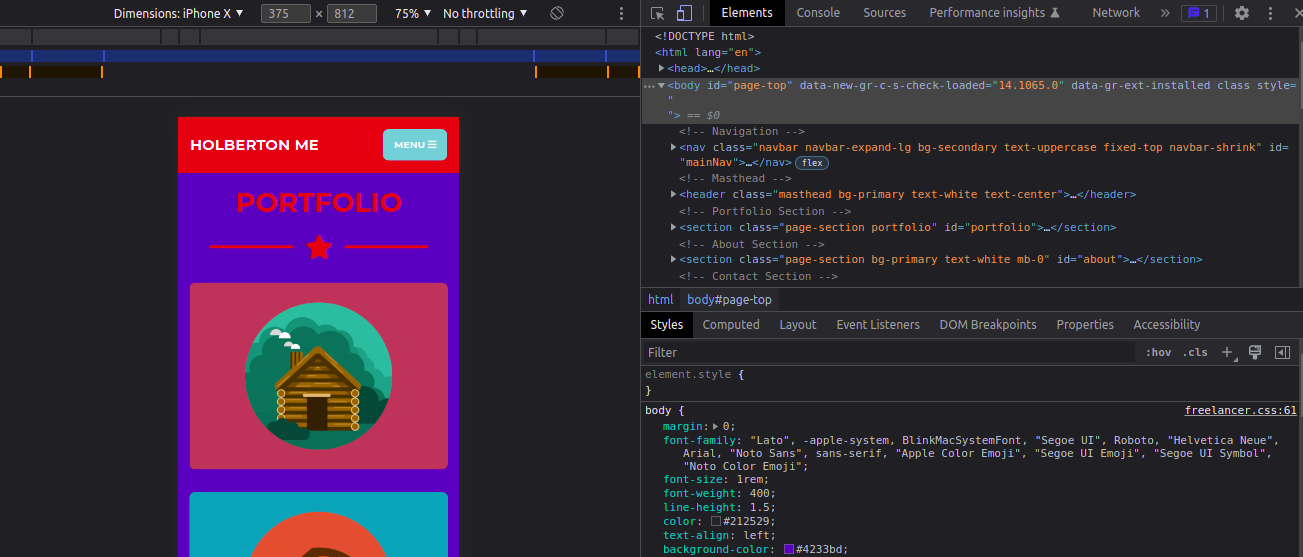 Dimensions: iPhone X ▼ 375 × 812 75% ▼ No throttling ▼
HOLBERTON ME
MENU
PORTFOLIO
Elements Console Sources Performance insights Network » 1
<!DOCTYPE html>
<html lang="en">
▶<head>…</head>
…▼<body id="page-top" data-new-gr-c-s-check-loaded="14.1065.0" data-gr-ext-installed class style=
"
"> == $0
<!-- Navigation -->
▶<nav class="navbar navbar-expand-lg bg-secondary text-uppercase fixed-top navbar-shrink" id=
"mainNav">…</nav> flex
<!-- Masthead -->
▶<header class="masthead bg-primary text-white text-center">…</header>
<!-- Portfolio Section -->
▶<section class="page-section portfolio" id="portfolio">…</section>
<!-- About Section -->
▶<section class="page-section bg-primary text-white mb-0" id="about">…</section>
<!-- Contact Section -->
html body#page-top
Styles Computed Layout Event Listeners DOM Breakpoints Properties Accessibility
Filter :hov .cls +
element.style {
}
body { freelancer.css:61
margin:▶ 0;
font-family: "Lato", -apple-system, BlinkMacSystemFont, "Segoe UI", Roboto, "Helvetica Neue",
Arial, "Noto Sans", sans-serif, "Apple Color Emoji", "Segoe UI Emoji", "Segoe UI Symbol",
"Noto Color Emoji";
font-size: 1rem;
font-weight: 400;
line-height: 1.5;
color: #212529;
text-align: left;
background-color: #4233bd;